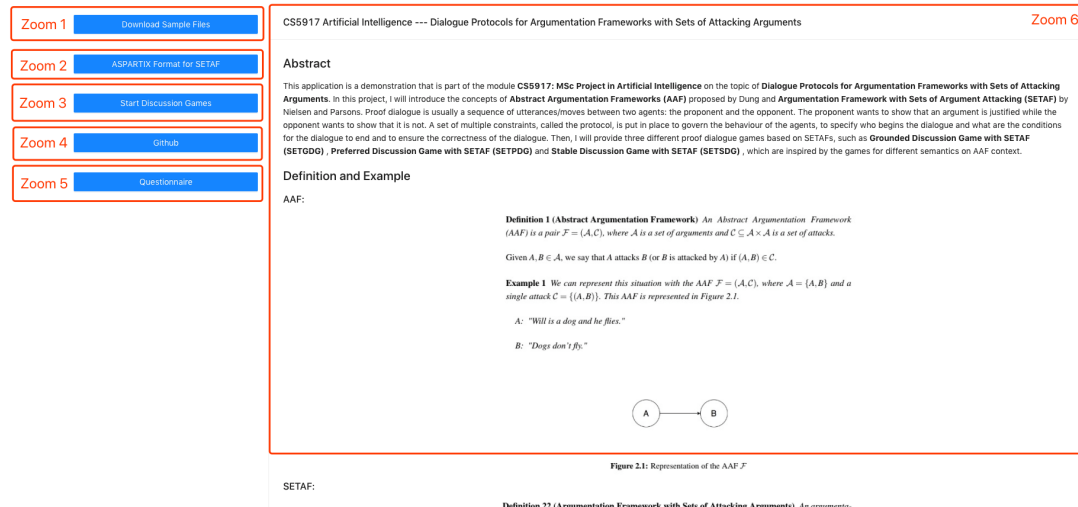 Zoom 1
Download Sample Files
Zoom 2
ASPARTIX Format for SETAF
Zoom 3
Start Discussion Games
Zoom 4
Github
Zoom 5
Questionnaire
Zoom 6
CS5917 Artificial Intelligence --- Dialogue Protocols for Argumentation Frameworks with Sets of Attacking Arguments
Abstract
This application is a demonstration that is part of the module CS5917: MSc Project in Artificial Intelligence on the topic of Dialogue Protocols for Argumentation Frameworks with Sets of Attacking
Arguments. In this project, I will introduce the concepts of Abstract Argumentation Frameworks (AAF) proposed by Dung and Argumentation Framework with Sets of Argument Attacking (SETAF) by
Nielsen and Parsons. Proof dialogue is usually a sequence of utterances/moves between two agents: the proponent and the opponent. The proponent wants to show that an argument is justified while the
opponent wants to show that it is not. A set of multiple constraints, called the protocol, is put in place to govern the behaviour of the agents, to specify who begins the dialogue and what are the conditions
for the dialogue to end and to ensure the correctness of the dialogue. Then, I will provide three different proof dialogue games based on SETAFs, such as Grounded Discussion Game with SETAF
(SETGDG) , Preferred Discussion Game with SETAF (SETPDG) and Stable Discussion Game with SETAF (SETSDG) , which are inspired by the games for different semantics on AAF context.
Definition and Example
AAF:
Definition 1 (Abstract Argumentation Framework) An Abstract Argumentation Framework
(AAF) is a pair F = (A,C), where A is a set of arguments and C ⊆ A × A is a set of attacks.
Given A,B ∈ A, we say that A attacks B (or B is attacked by A) if (A,B) ∈ C.
Example 1 We can represent this situation with the AAF F = (A,C), where A = {A,B} and a
single attack C = {(A,B)}. This AAF is represented in Figure 2.1.
A: "Will is a dog and he flies."
B: "Dogs don't fly."
A
B
Figure 2.1: Representation of the AAF F
SETAF:
Definition 22 (Argumentation Framework with Sets of Attacking Arguments) An argumenta-